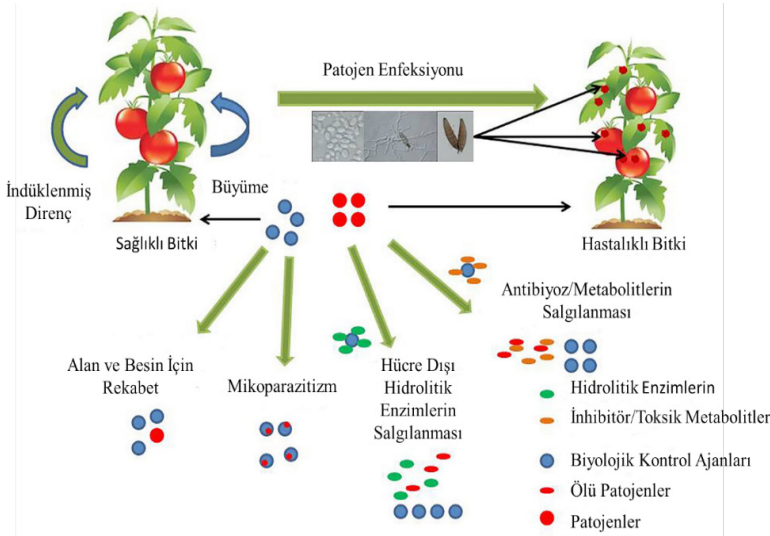 Patojen Enfeksiyonu
İndüklenmiş
Direnç
Büyüme
Sağlıklı Bitki
Hastalıklı Bitki
Antibiyoz/Metabolitlerin
Salgılanması
Alan ve Besin İçin
Rekabet
Mikoparazitizm
Hücre Dışı
Hidrolitik
Enzimlerin
Salgılanması
Hidrolitik Enzimlerin
İnhibitör/Toksik Metabolitler
Biyolojik Kontrol Ajanları
Ölü Patojenler
Patojenler